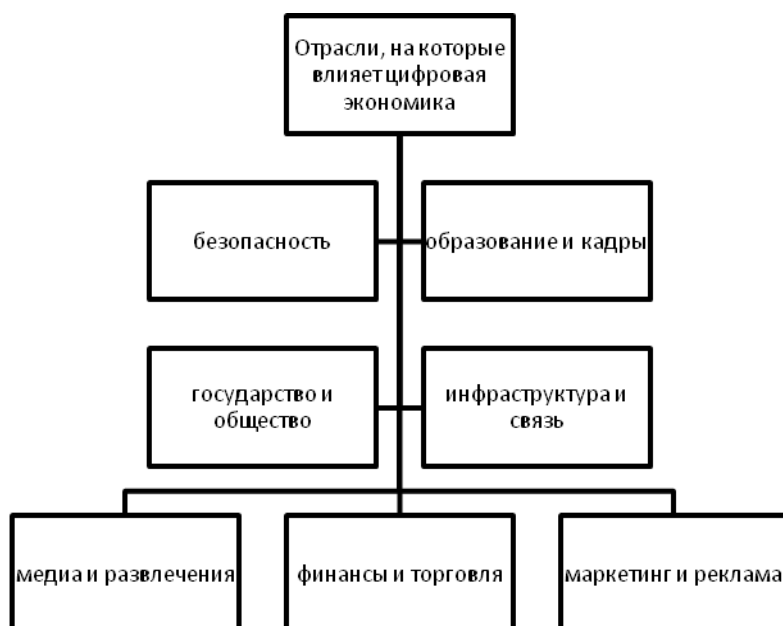 Отрасли, на которые
влияет цифровая
экономика
безопасность
образование и кадры
государство и
общество
инфраструктура и
связь
медиа и развлечения
финансы и торговля
маркетинг и реклама